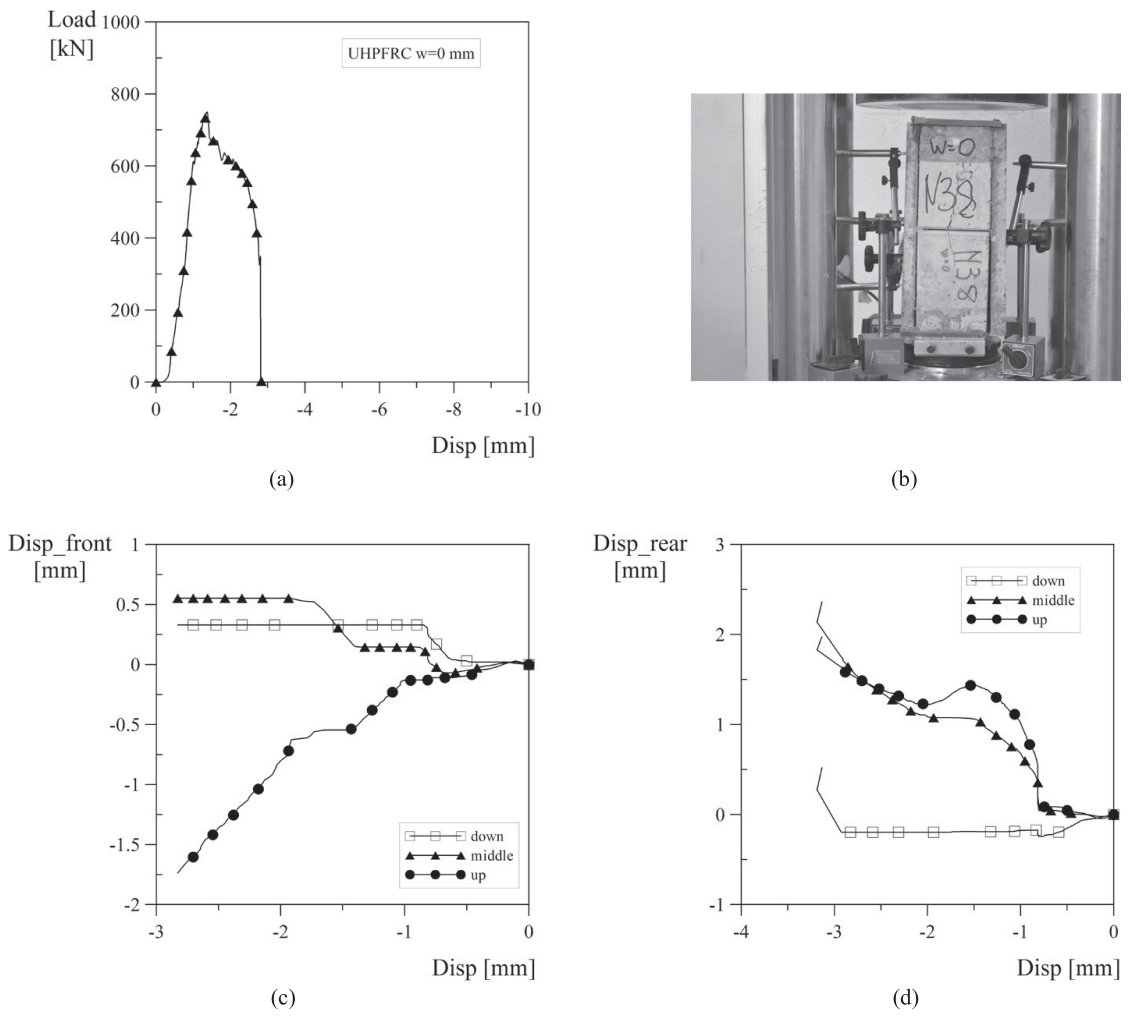 Load
[kN]
1000
800
600
400
200
0
UHPFRC w=0 mm
0
-2
-4
-6
-8
-10
Disp [mm]
(a)
W=0
N38
N38
w=0
(b)
Disp_front
[mm]
1
0.5
0
-0.5
-1
-1.5
-2
down
middle
up
-3
-2
-1
0
Disp [mm]
(c)
Disp_rear
[mm]
3
2
1
0
-1
down
middle
up
-4
-3
-2
-1
0
Disp [mm]
(d)